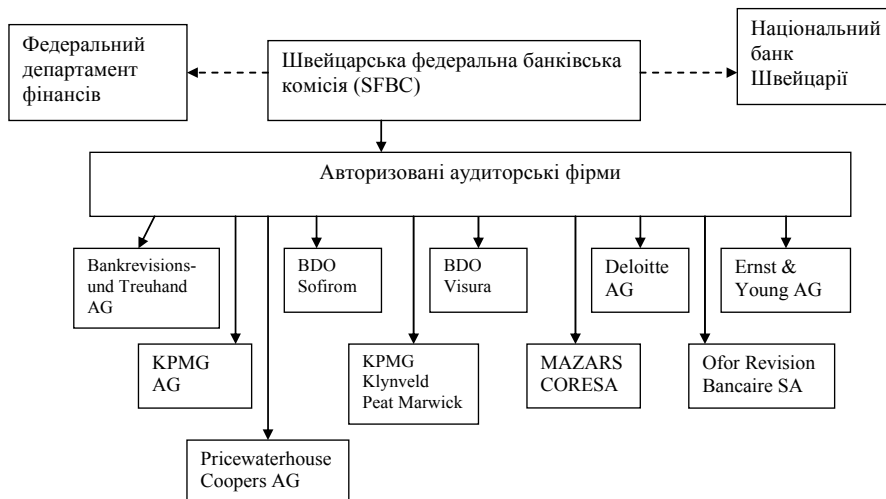 Федеральний
департамент
фінансів
Швейцарська федеральна банківська
комісія (SFBC)
Національний
банк
Швейцарії
Авторизовані аудиторські фірми
Bankrevisions-
und Treuhand
AG
BDO
Sofirom
BDO
Visura
Deloitte
AG
Ernst &
Young AG
KPMG
AG
KPMG
Klynveld
Peat Marwick
MAZARS
CORESA
Ofor Revision
Bancaire SA
Pricewaterhouse
Coopers AG